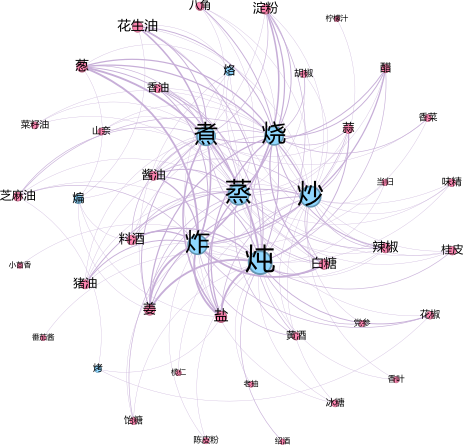 八角
淀粉
柠檬汁
花生油
葱
烙
胡椒
醋
香油
菜籽油
山柰
煮
烧
蒜
香菜
酱油
蒸
炒
当归
味精
芝麻油
煸
料酒
炸
炖
白糖
辣椒
桂皮
小茴香
猪油
姜
盐
党参
花椒
番茄酱
黄酒
烤
桃仁
老抽
香叶
饴糖
冰糖
陈皮粉
绍酒